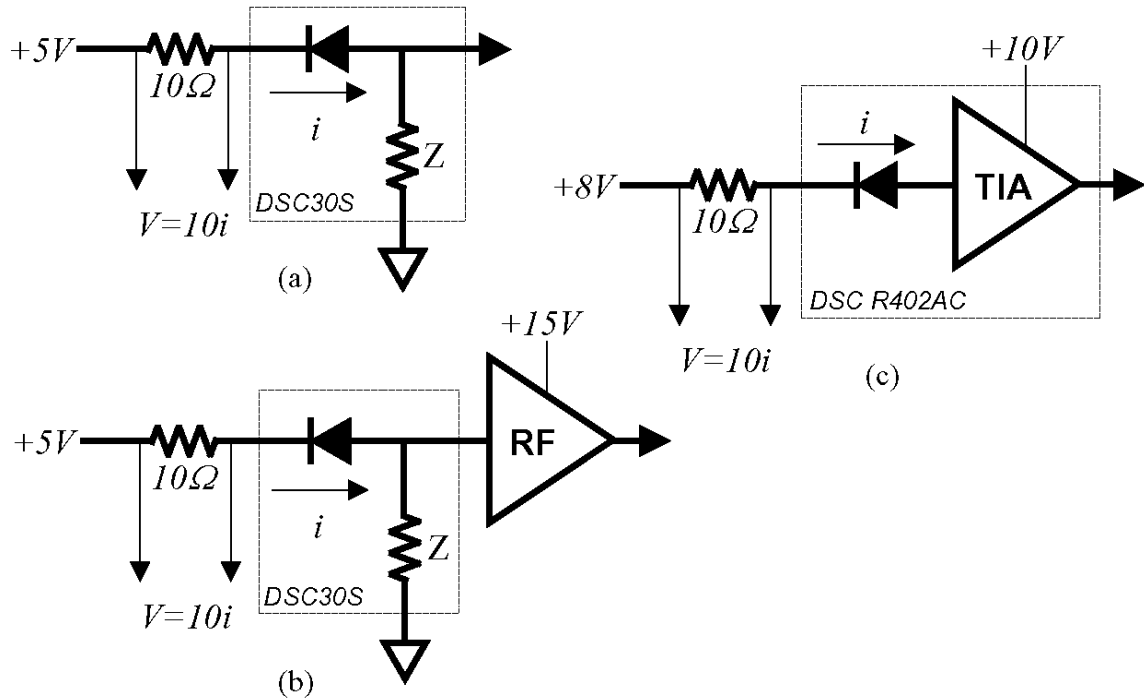 +5V
10Ω
i
Z
DSC30S
V=10i
(a)
+10V
i
+8V
10Ω
TIA
DSC R402AC
V=10i
(c)
+15V
+5V
10Ω
RF
i
Z
DSC30S
V=10i
(b)